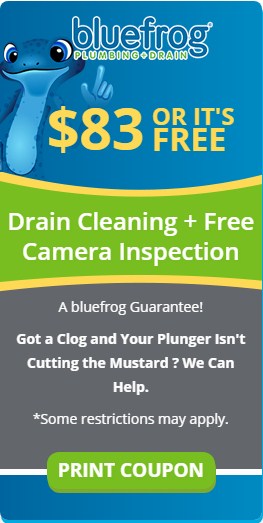 bluefrog®
PLUMBING + DRAIN
$83 OR IT'S
FREE
Drain Cleaning + Free
Camera Inspection
A bluefrog Guarantee!
Got a Clog and Your Plunger Isn't
Cutting the Mustard ? We Can
Help.
*Some restrictions may apply.
PRINT COUPON